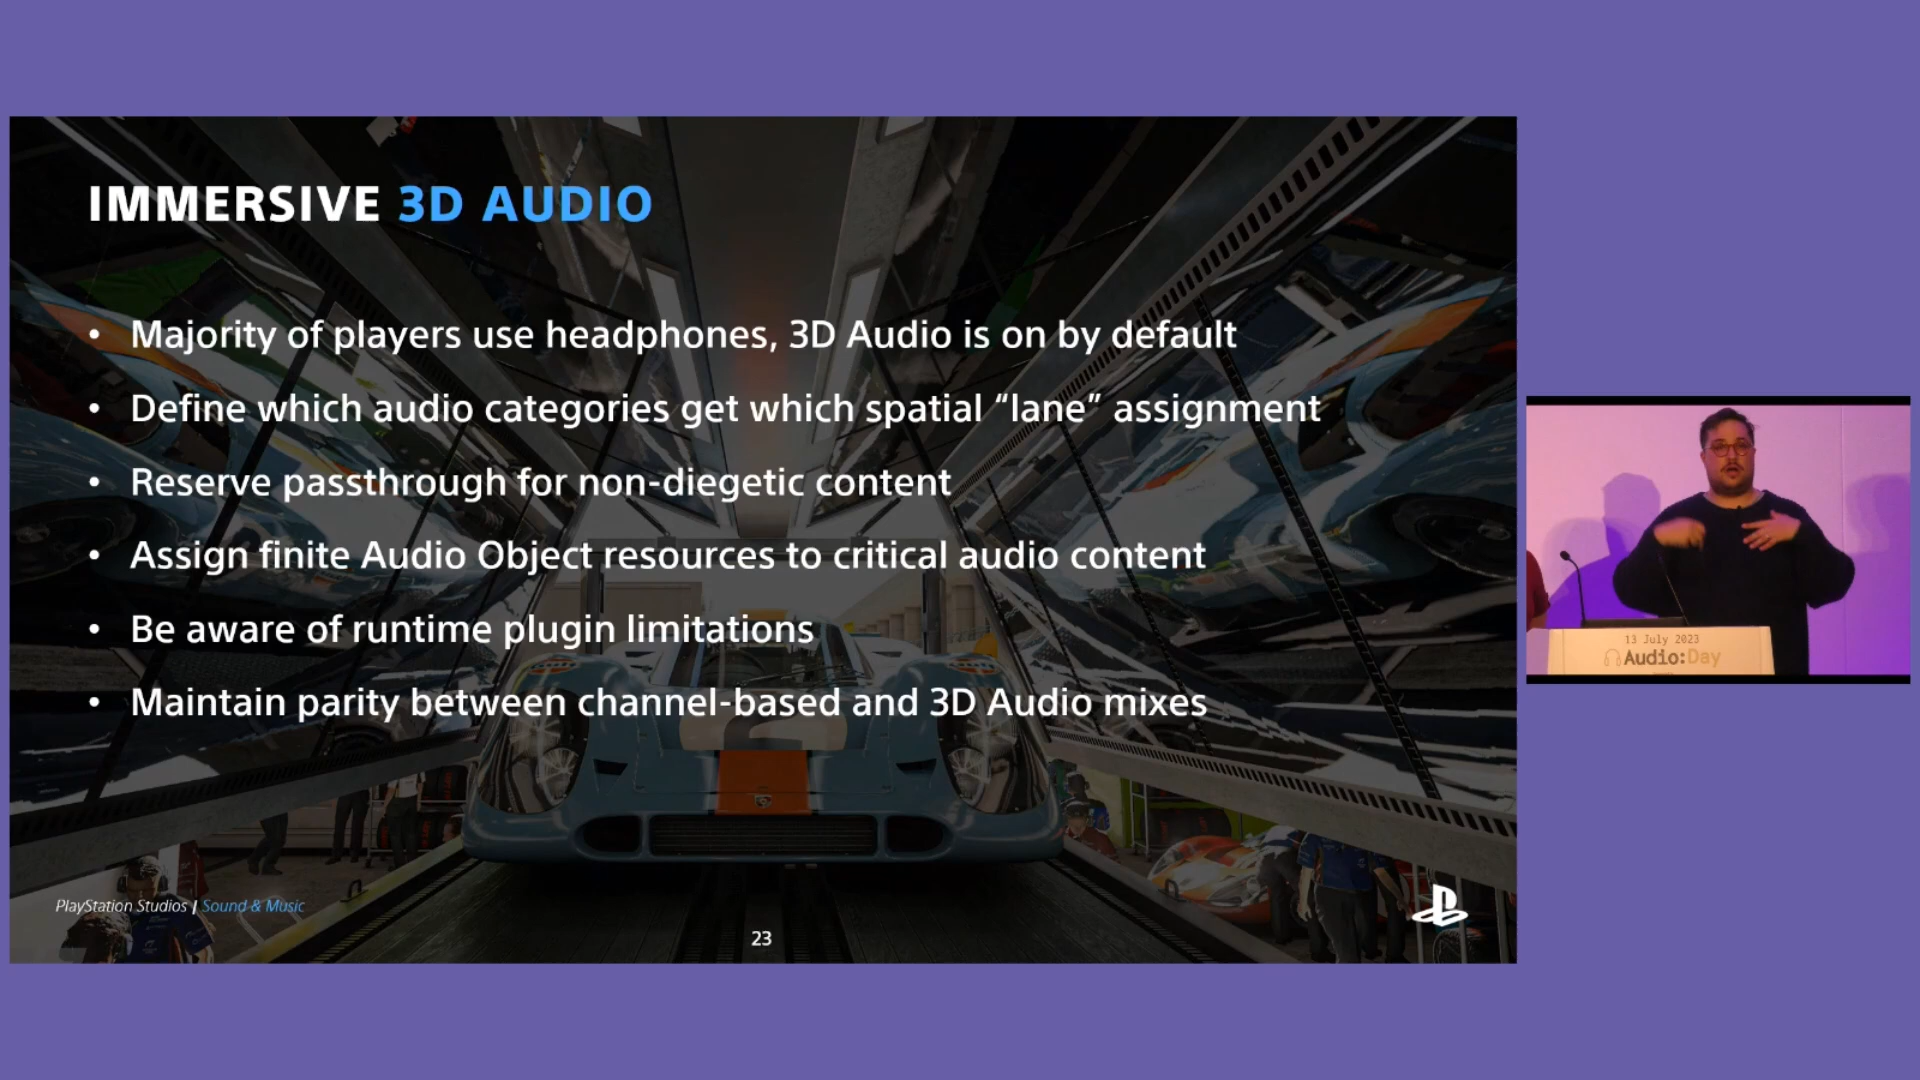 IMMERSIVE 3D AUDIO
• Majority of players use headphones, 3D Audio is on by default
• Define which audio categories get which spatial “lane” assignment
• Reserve passthrough for non-diegetic content
• Assign finite Audio Object resources to critical audio content
• Be aware of runtime plugin limitations
• Maintain parity between channel-based and 3D Audio mixes
PlayStation Studios | Sound & Music
23
13 July 2023
Audio:Day